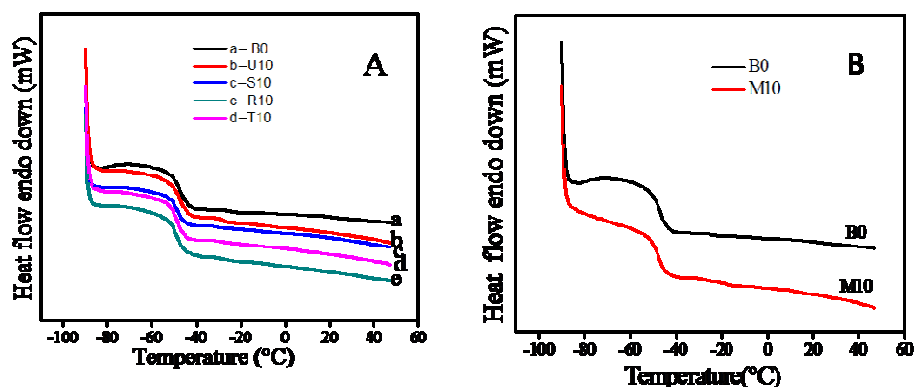 Heat flow endo down (mW)
a– B0
b–U10
c–S10
e–R10
d–T10
A
a
b
c
d
e
-100 -80 -60 -40 -20 0 20 40 60
Temperature (°C)
Heat flow endo down (mW)
B0
M10
B
B0
M10
-100 -80 -60 -40 -20 0 20 40
Temperature(°C)